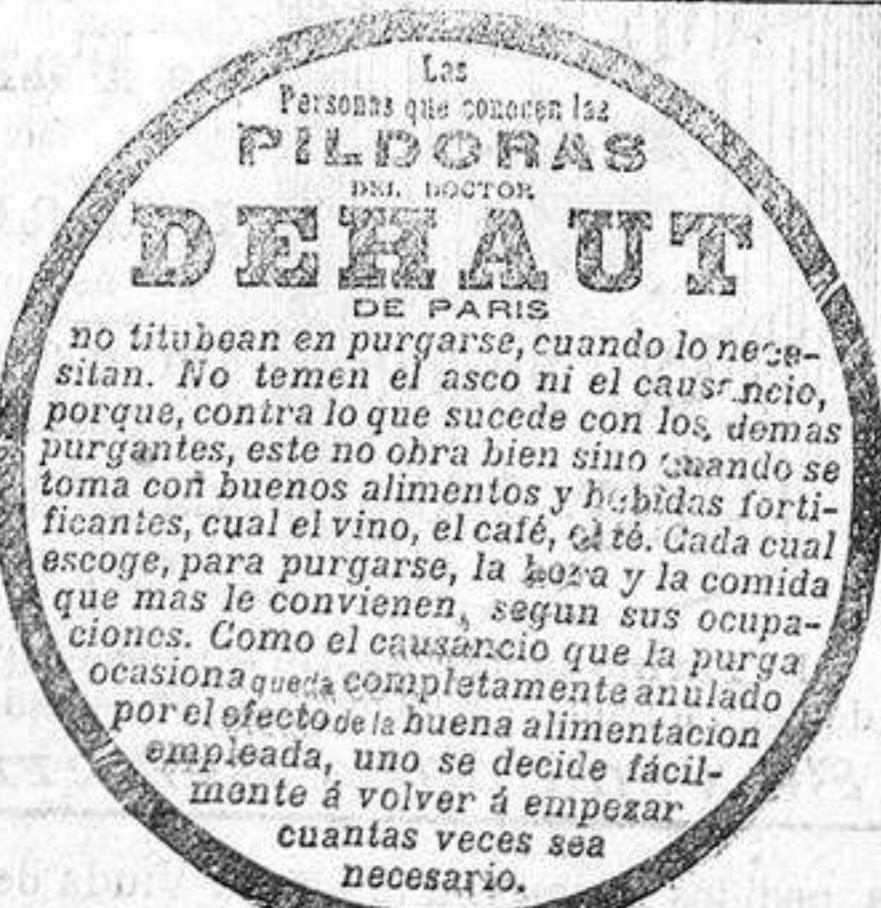 Las
Personas que conocen las
PILDORAS
DEL DOCTOR
DEHAUT
DE PARIS
no titubean en purgarse, cuando lo nece-
sitan. No temen el asco ni el causancio,
porque, contra lo que sucede con los demas
purgantes, este no obra bien sino cuando se
toma con buenos alimentos y bebidas forti-
ficantes, cual el vino, el café, el té. Cada cual
escoge, para purgarse, la hora y la comida
que mas le convienen, segun sus ocupa-
ciones. Como el causancio que la purga
ocasiona queda completamente anulado
por el efecto de la buena alimentacion
empleada, uno se decide fácil-
mente á volver á empezar
cuantas veces sea
necesario.